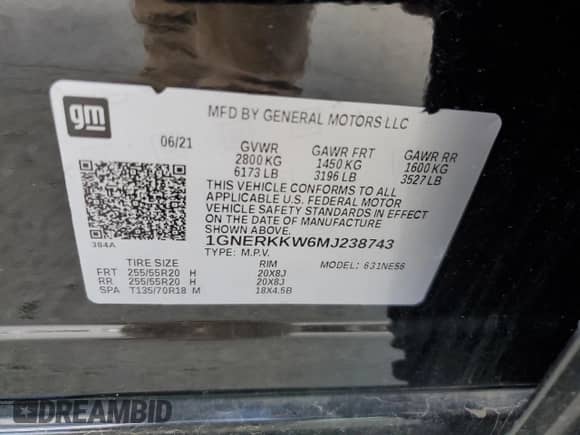 gm
MFD BY GENERAL MOTORS LLC
06/21 GVWR GAWR FRT GAWR RR
2800 KG 1450 KG 1600 KG
6173 LB 3196 LB 3527 LB
THIS VEHICLE CONFORMS TO ALL
APPLICABLE U.S. FEDERAL MOTOR
VEHICLE SAFETY STANDARDS IN EFFECT
ON THE DATE OF MANUFACTURE
SHOWN ABOVE.
384A
1GNERKKW6MJ238743
TYPE: M.P.V. MODEL: 631NE56
TIRE SIZE RIM
FRT 255/55R20 H 20X8J
RR 255/55R20 H 20X8J
SPA T135/70R18 M 18X4.5B
DREAMBID